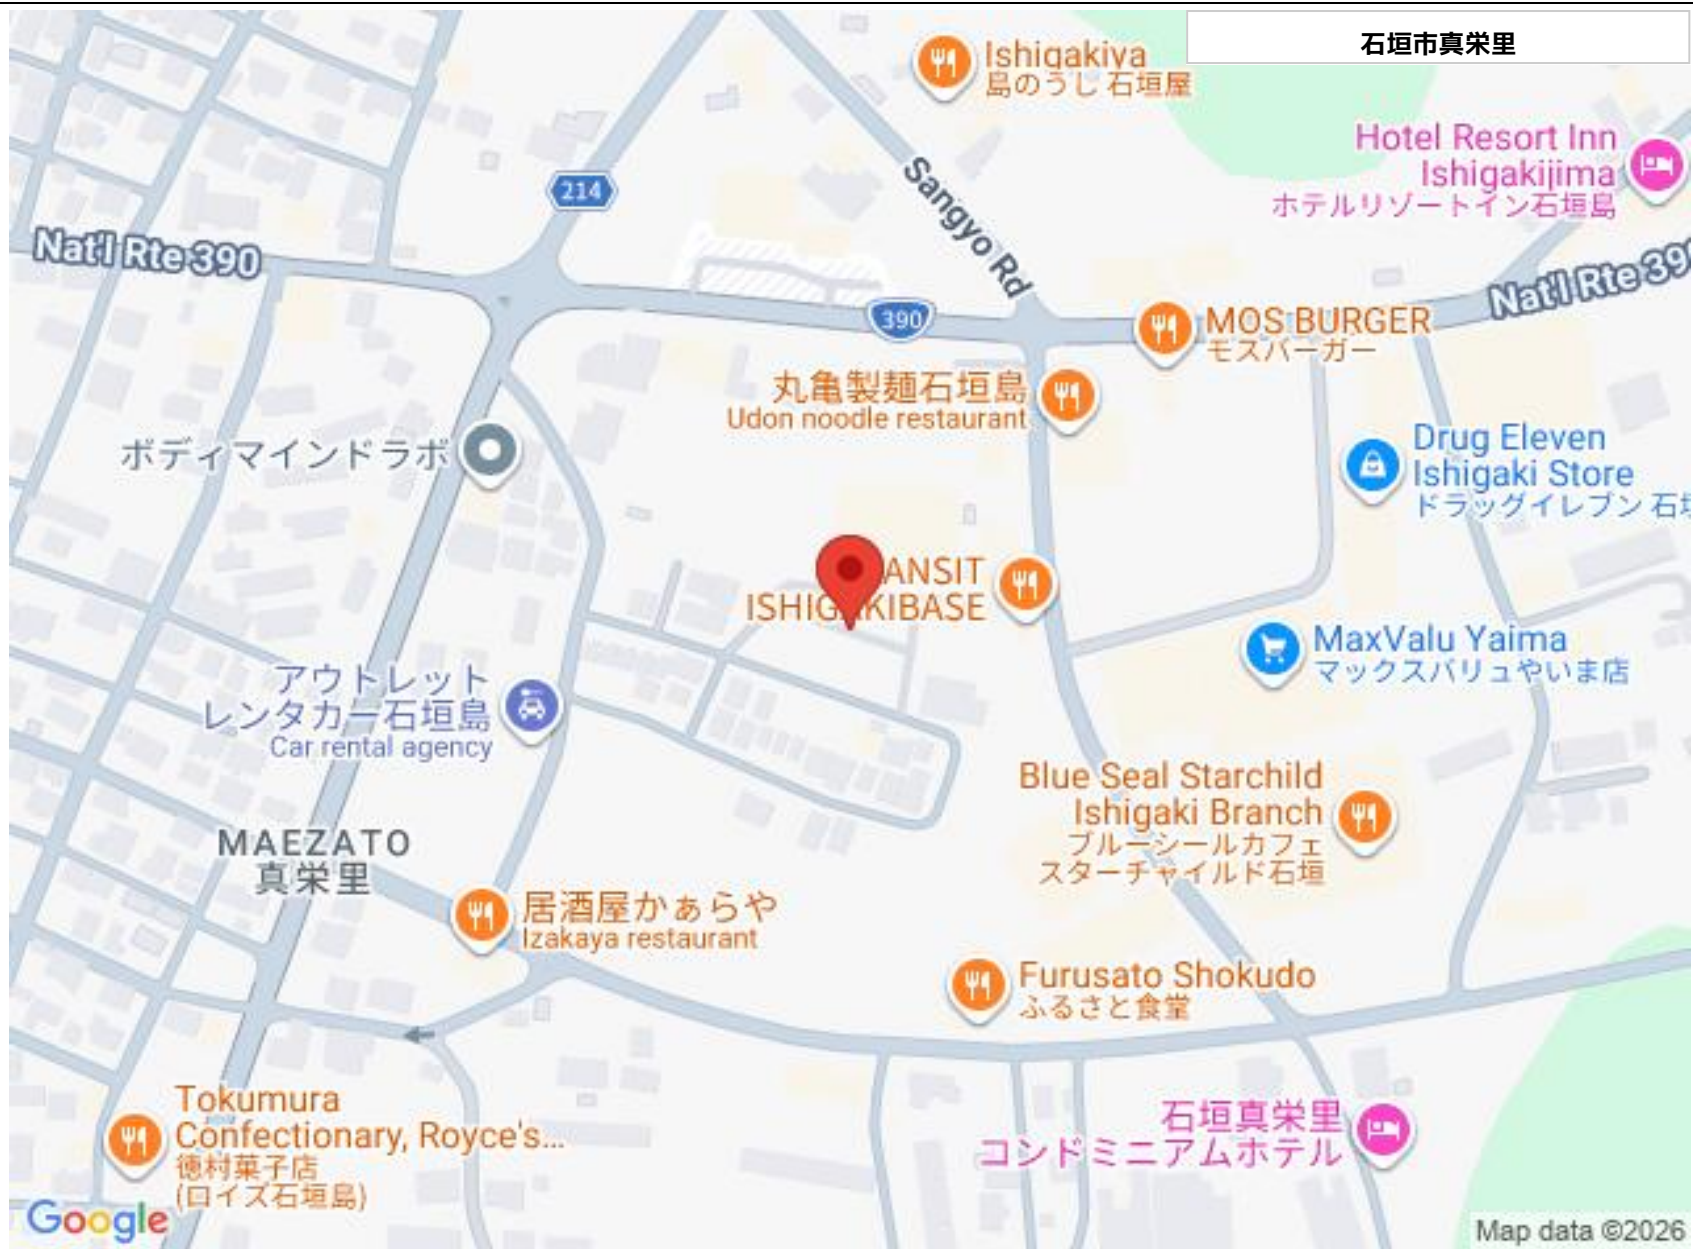 石垣市真栄里
Ishigakiya
島のうし 石垣屋
Hotel Resort Inn
Ishigakijima
ホテルリゾートイン石垣島
214
Sangyo Rd
Nat'l Rte 390
Nat'l Rte 39
390
MOS BURGER
モスバーガー
丸亀製麺石垣島
Udon noodle restaurant
ボディマインドラボ
Drug Eleven
Ishigaki Store
ドラッグイレブン 石
ANSIT
ISHIGAKIBASE
MaxValu Yaima
マックスバリュやいま店
アウトレット
レンタカー石垣島
Car rental agency
Blue Seal Starchild
Ishigaki Branch
ブルーシールカフェ
スターチャイルド石垣
MAEZATO
真栄里
居酒屋かぁらや
Izakaya restaurant
Furusato Shokudo
ふるさと食堂
Tokumura
Confectionary, Royce's...
徳村菓子店
(ロイズ石垣島)
石垣真栄里
コンドミニアムホテル
Google
Map data ©2026